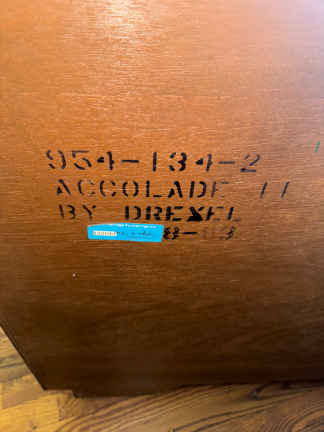 954-134-2
ACCOLADE II
BY DREXEL